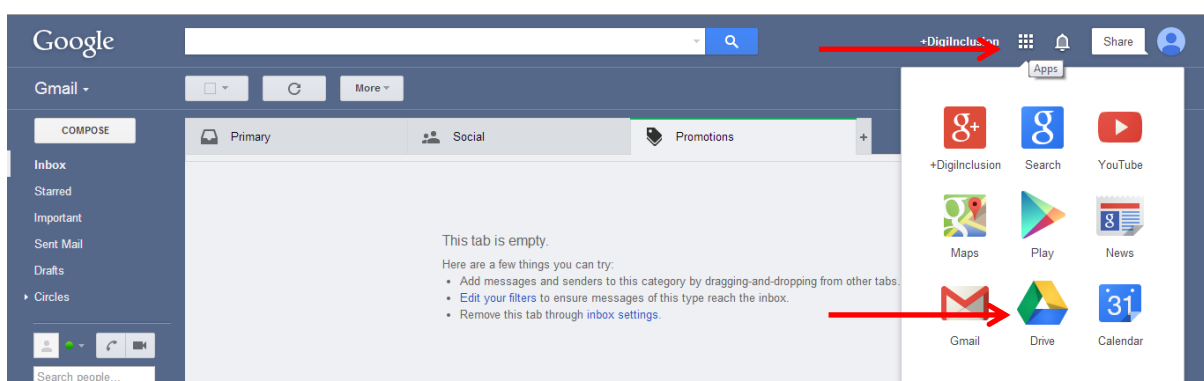 Google
+DigiInclusion
Share
Apps
Gmail
More
COMPOSE
Primary
Social
Promotions
+
Inbox
Starred
Important
Sent Mail
Drafts
Circles
Search people...
This tab is empty.
Here are a few things you can try:
• Add messages and senders to this category by dragging-and-dropping from other tabs.
• Edit your filters to ensure messages of this type reach the inbox.
• Remove this tab through inbox settings.
g+
g
+DigiInclusion
Search
YouTube
g
g
Maps
Play
News
31
Gmail
Drive
Calendar